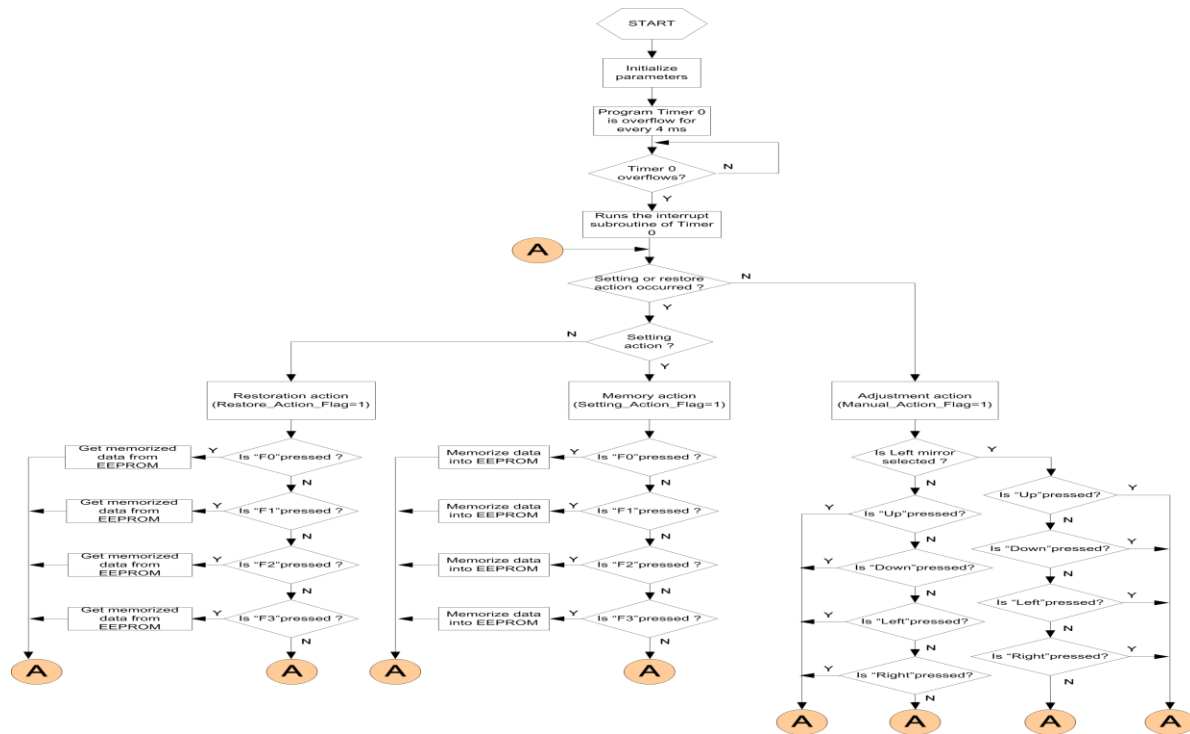 START
Initialize
parameters
Program Timer 0
is overflow for
every 4 ms
Timer 0
overflows?
N
Y
Runs the interrupt
subroutine of Timer
0
A
Setting or restore
action occurred ?
N
Y
Setting
action ?
N
Y
Restoration action
(Restore_Action_Flag=1)
Is “F0”pressed ?
Y
Get memorized
data from
EEPROM
N
Is “F1”pressed ?
Y
Get memorized
data from
EEPROM
N
Is “F2”pressed ?
Y
Get memorized
data from
EEPROM
N
Is “F3”pressed ?
Y
Get memorized
data from
EEPROM
N
A
A
Memory action
(Setting_Action_Flag=1)
Is “F0”pressed ?
Y
Memorize data
into EEPROM
N
Is “F1”pressed ?
Y
Memorize data
into EEPROM
N
Is “F2”pressed ?
Y
Memorize data
into EEPROM
N
Is “F3”pressed ?
Y
Memorize data
into EEPROM
N
A
A
Adjustment action
(Manual_Action_Flag=1)
Is Left mirror
selected ?
Y
N
Is “Up”pressed?
Y
N
Is “Down”pressed?
Y
N
Is “Left”pressed?
Y
N
Is “Right”pressed?
Y
N
A
A
Is “Up”pressed?
Y
N
Is “Down”pressed?
Y
N
Is “Left”pressed?
Y
N
Is “Right”pressed?
Y
N
A
A